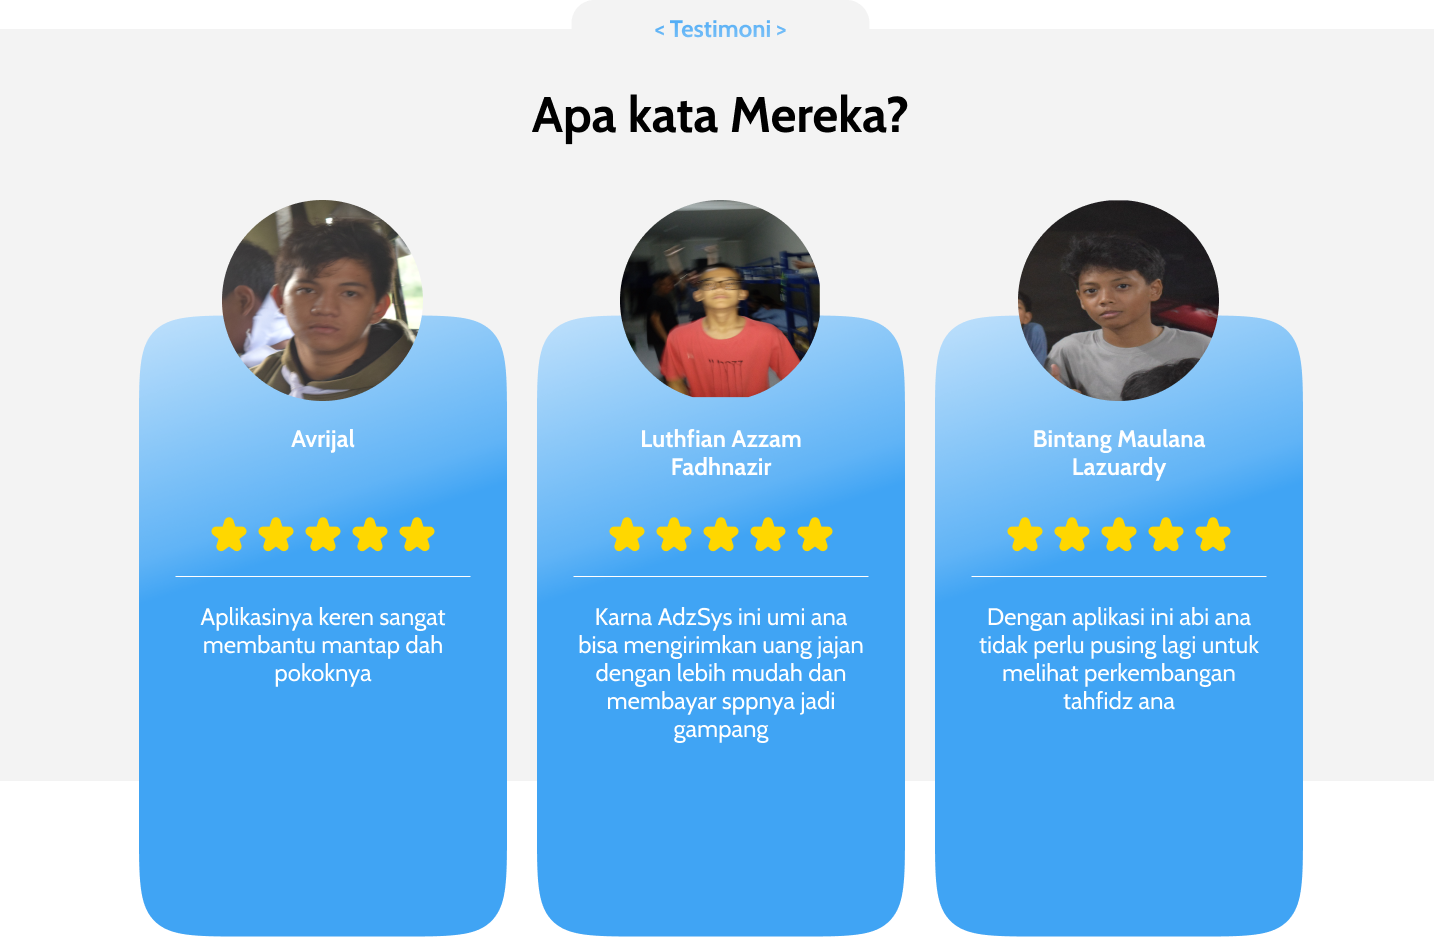 < Testimoni >
Apa kata Mereka?
Avrijal
Aplikasinya keren sangat
membantu mantap dah
pokoknya
Luthfian Azzam
Fadhnazir
Karna AdzSys ini umi ana
bisa mengirimkan uang jajan
dengan lebih mudah dan
membayar sppnya jadi
gampang
Bintang Maulana
Lazuardy
Dengan aplikasi ini abi ana
tidak perlu pusing lagi untuk
melihat perkembangan
tahfidz ana